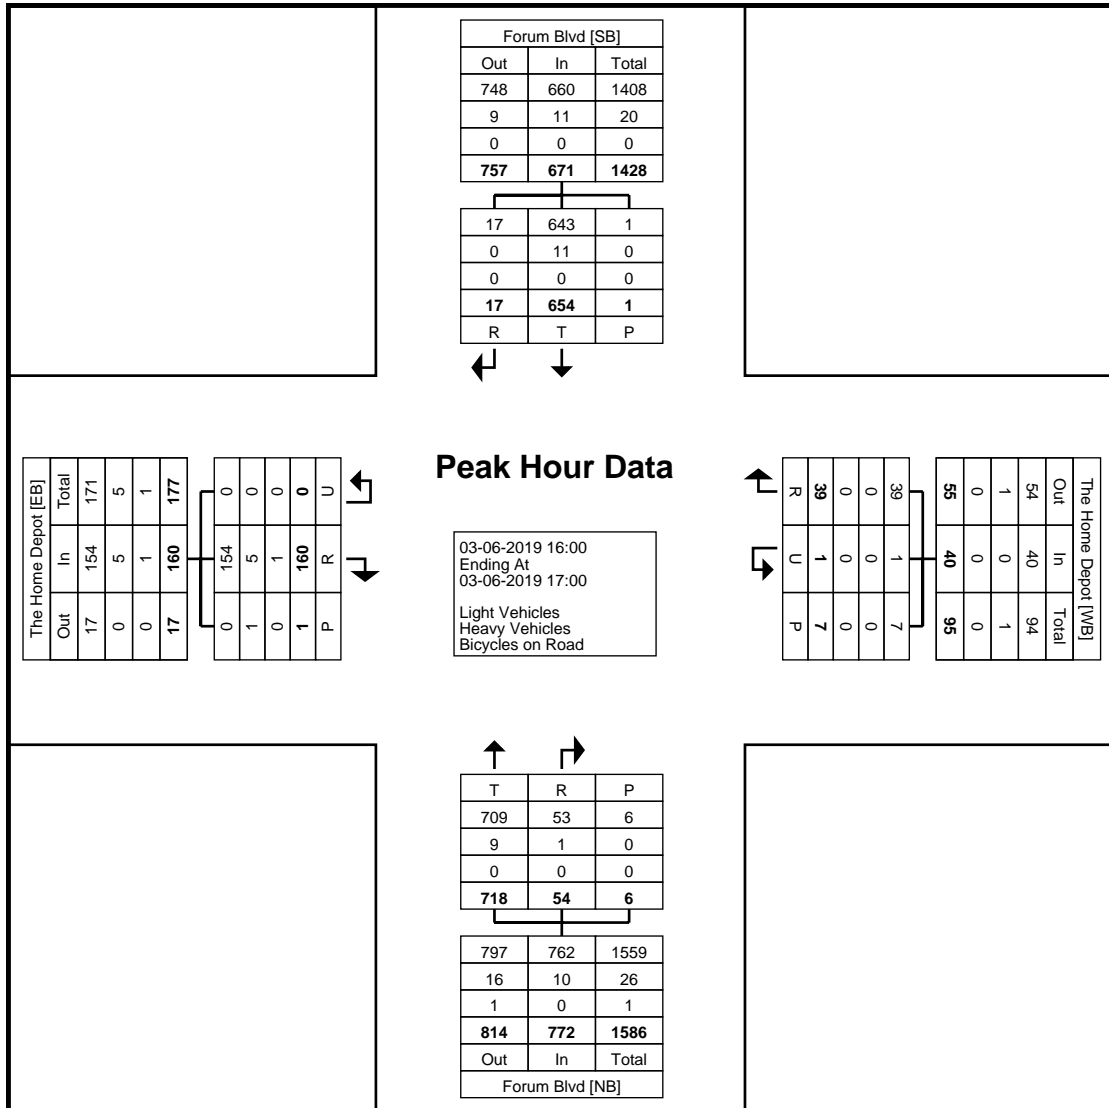 Forum Blvd [SB]
Out In Total
748 660 1408
9 11 20
0 0 0
757 671 1428
17 643 1
0 11 0
0 0 0
17 654 1
R T P
The Home Depot [EB]
Total In Out
171 154 17
5 5 0
1 1 0
177 160 17
0 154 0
0 5 1
0 1 0
0 160 1
U R P
Peak Hour Data
03-06-2019 16:00
Ending At
03-06-2019 17:00
Light Vehicles
Heavy Vehicles
Bicycles on Road
The Home Depot [WB]
Out In Total
54 40 94
1 0 1
0 0 0
55 40 95
39 1 7
0 0 0
0 0 0
39 1 7
R U P
T R P
709 53 6
9 1 0
0 0 0
718 54 6
797 762 1559
16 10 26
1 0 1
814 772 1586
Out In Total
Forum Blvd [NB]